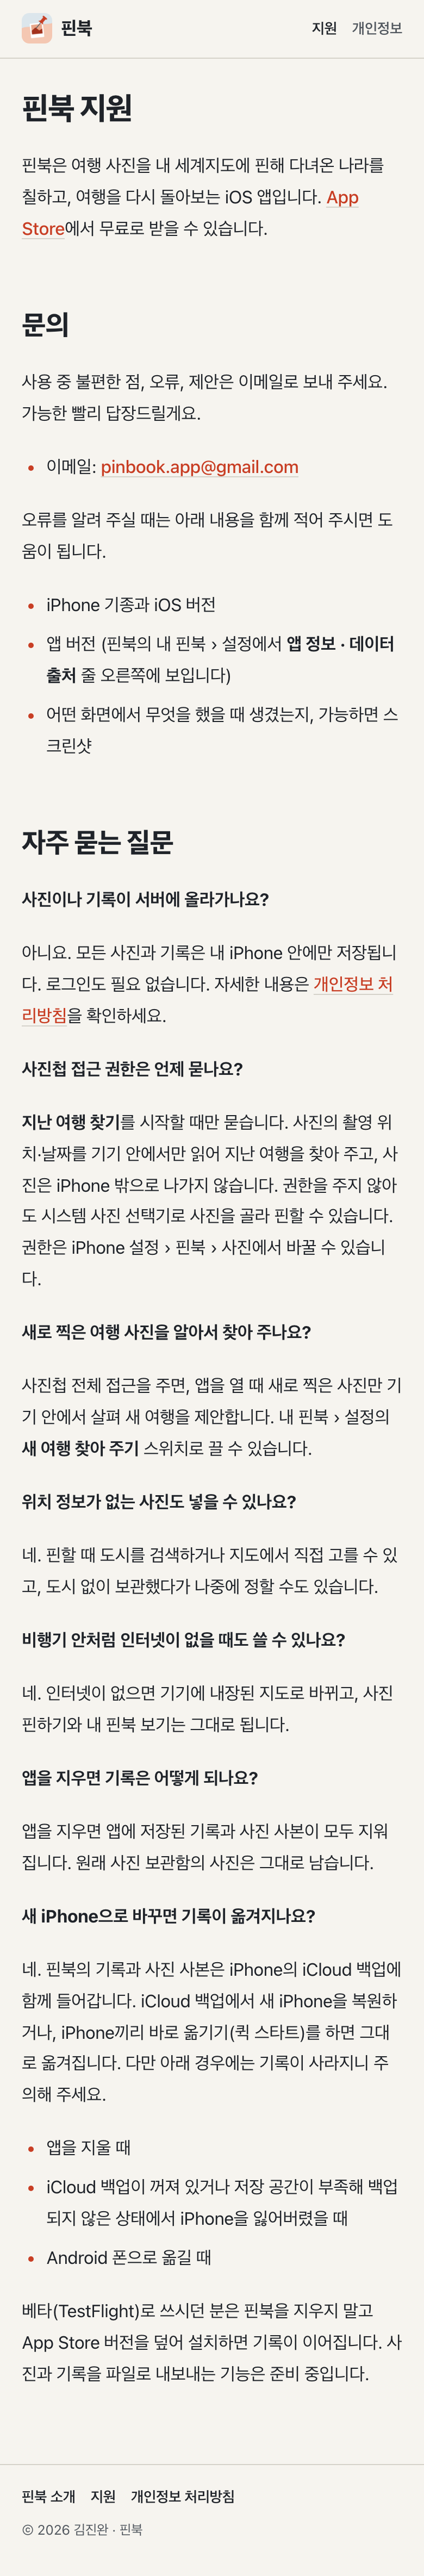 핀북
지원 개인정보
핀북 지원
핀북은 여행 사진을 내 세계지도에 핀해 다녀온 나라를
칠하고, 여행을 다시 돌아보는 iOS 앱입니다. App
Store에서 무료로 받을 수 있습니다.
문의
사용 중 불편한 점, 오류, 제안은 이메일로 보내 주세요.
가능한 빨리 답장드릴게요.
• 이메일: pinbook.app@gmail.com
오류를 알려 주실 때는 아래 내용을 함께 적어 주시면 도
움이 됩니다.
• iPhone 기종과 iOS 버전
• 앱 버전 (핀북의 내 핀북 › 설정에서 앱 정보 · 데이터
출처 줄 오른쪽에 보입니다)
• 어떤 화면에서 무엇을 했을 때 생겼는지, 가능하면 스
크린샷
자주 묻는 질문
사진이나 기록이 서버에 올라가나요?
아니요. 모든 사진과 기록은 내 iPhone 안에만 저장됩니
다. 로그인도 필요 없습니다. 자세한 내용은 개인정보 처
리방침을 확인하세요.
사진첩 접근 권한은 언제 묻나요?
지난 여행 찾기를 시작할 때만 묻습니다. 사진의 촬영 위
치·날짜를 기기 안에서만 읽어 지난 여행을 찾아 주고, 사
진은 iPhone 밖으로 나가지 않습니다. 권한을 주지 않아
도 시스템 사진 선택기로 사진을 골라 핀할 수 있습니다.
권한은 iPhone 설정 › 핀북 › 사진에서 바꿀 수 있습니
다.
새로 찍은 여행 사진을 알아서 찾아 주나요?
사진첩 전체 접근을 주면, 앱을 열 때 새로 찍은 사진만 기
기 안에서 살펴 새 여행을 제안합니다. 내 핀북 › 설정의
새 여행 찾아 주기 스위치로 끌 수 있습니다.
위치 정보가 없는 사진도 넣을 수 있나요?
네. 핀할 때 도시를 검색하거나 지도에서 직접 고를 수 있
고, 도시 없이 보관했다가 나중에 정할 수도 있습니다.
비행기 안처럼 인터넷이 없을 때도 쓸 수 있나요?
네. 인터넷이 없으면 기기에 내장된 지도로 바뀌고, 사진
핀하기와 내 핀북 보기는 그대로 됩니다.
앱을 지우면 기록은 어떻게 되나요?
앱을 지우면 앱에 저장된 기록과 사진 사본이 모두 지워
집니다. 원래 사진 보관함의 사진은 그대로 남습니다.
새 iPhone으로 바꾸면 기록이 옮겨지나요?
네. 핀북의 기록과 사진 사본은 iPhone의 iCloud 백업에
함께 들어갑니다. iCloud 백업에서 새 iPhone을 복원하
거나, iPhone끼리 바로 옮기기(퀵 스타트)를 하면 그대
로 옮겨집니다. 다만 아래 경우에는 기록이 사라지니 주
의해 주세요.
• 앱을 지울 때
• iCloud 백업이 꺼져 있거나 저장 공간이 부족해 백업
되지 않은 상태에서 iPhone을 잃어버렸을 때
• Android 폰으로 옮길 때
베타(TestFlight)로 쓰시던 분은 핀북을 지우지 말고
App Store 버전을 덮어 설치하면 기록이 이어집니다. 사
진과 기록을 파일로 내보내는 기능은 준비 중입니다.
핀북 소개 지원 개인정보 처리방침
© 2026 김진완 · 핀북